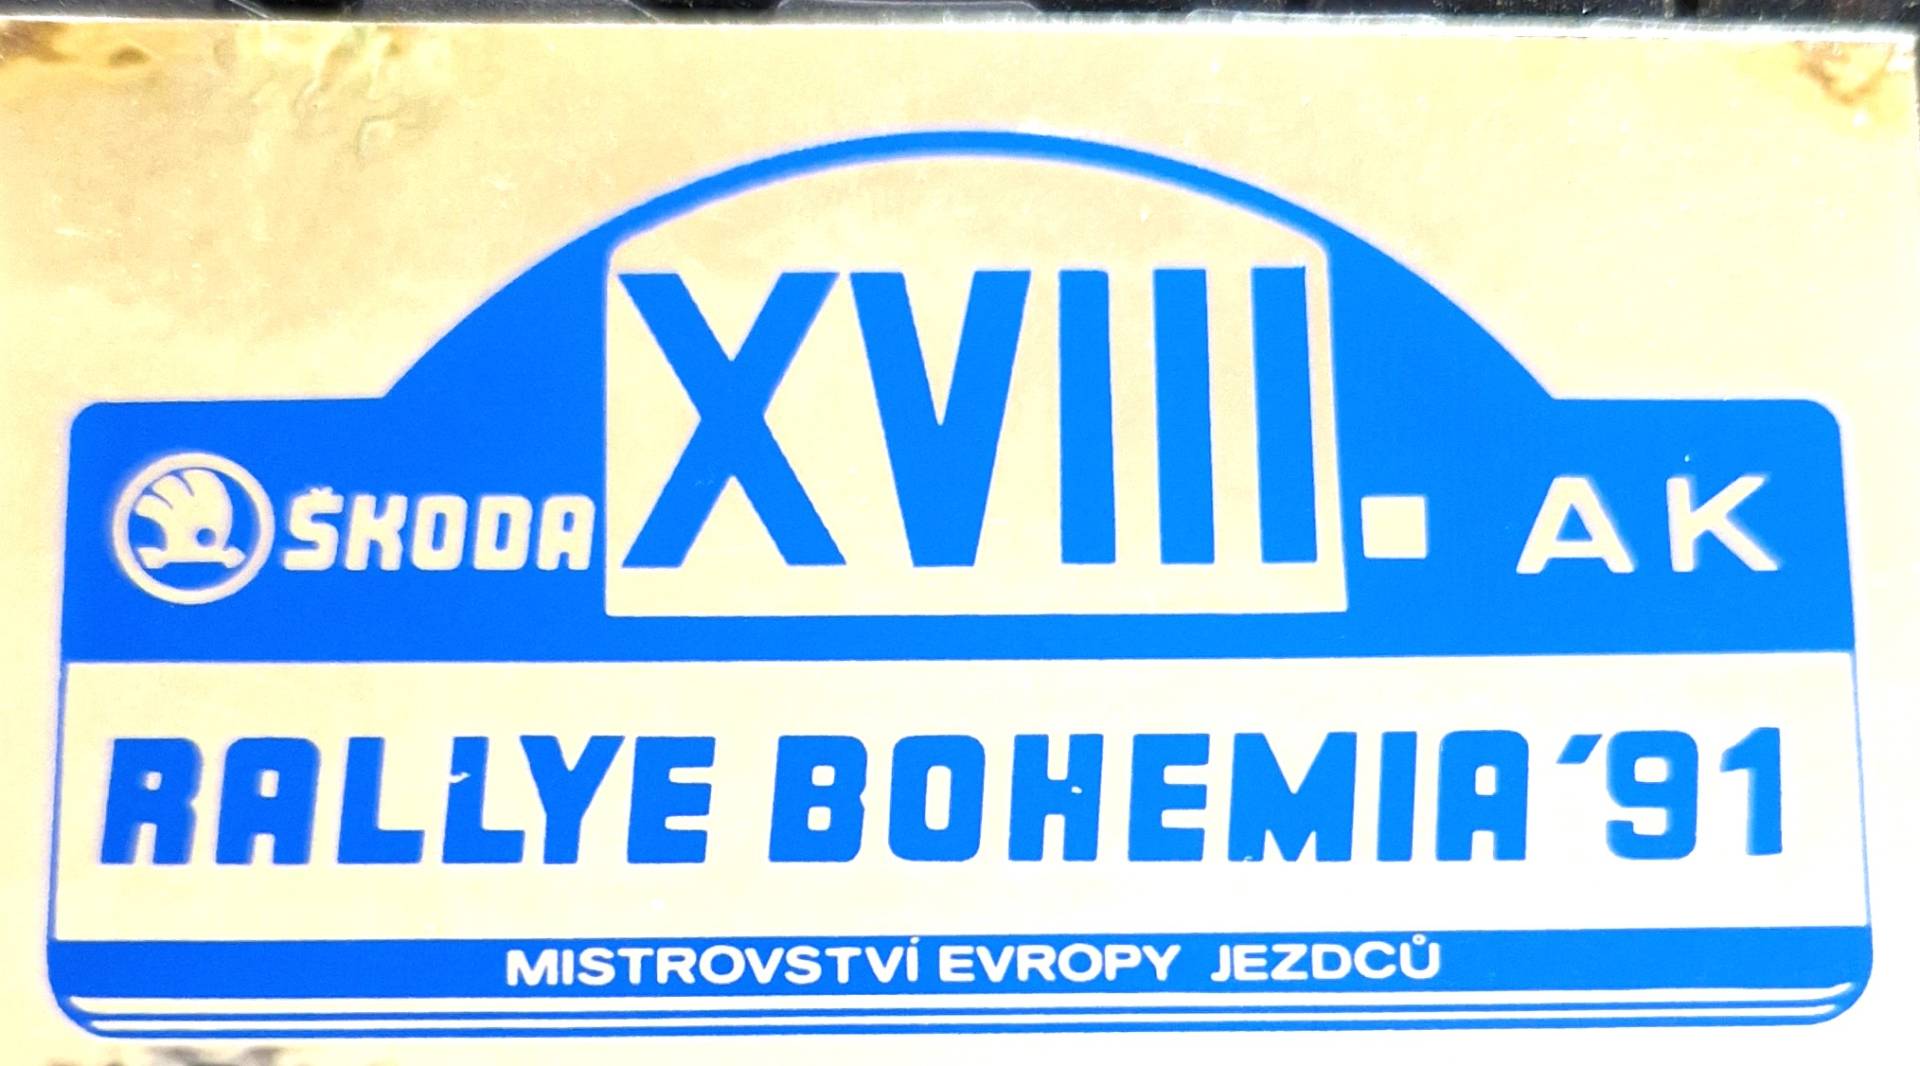 XVIII.
ŠKODA
AK
RALLYE BOHEMIA '91
MISTROVSTVÍ EVROPY JEZDCŮ